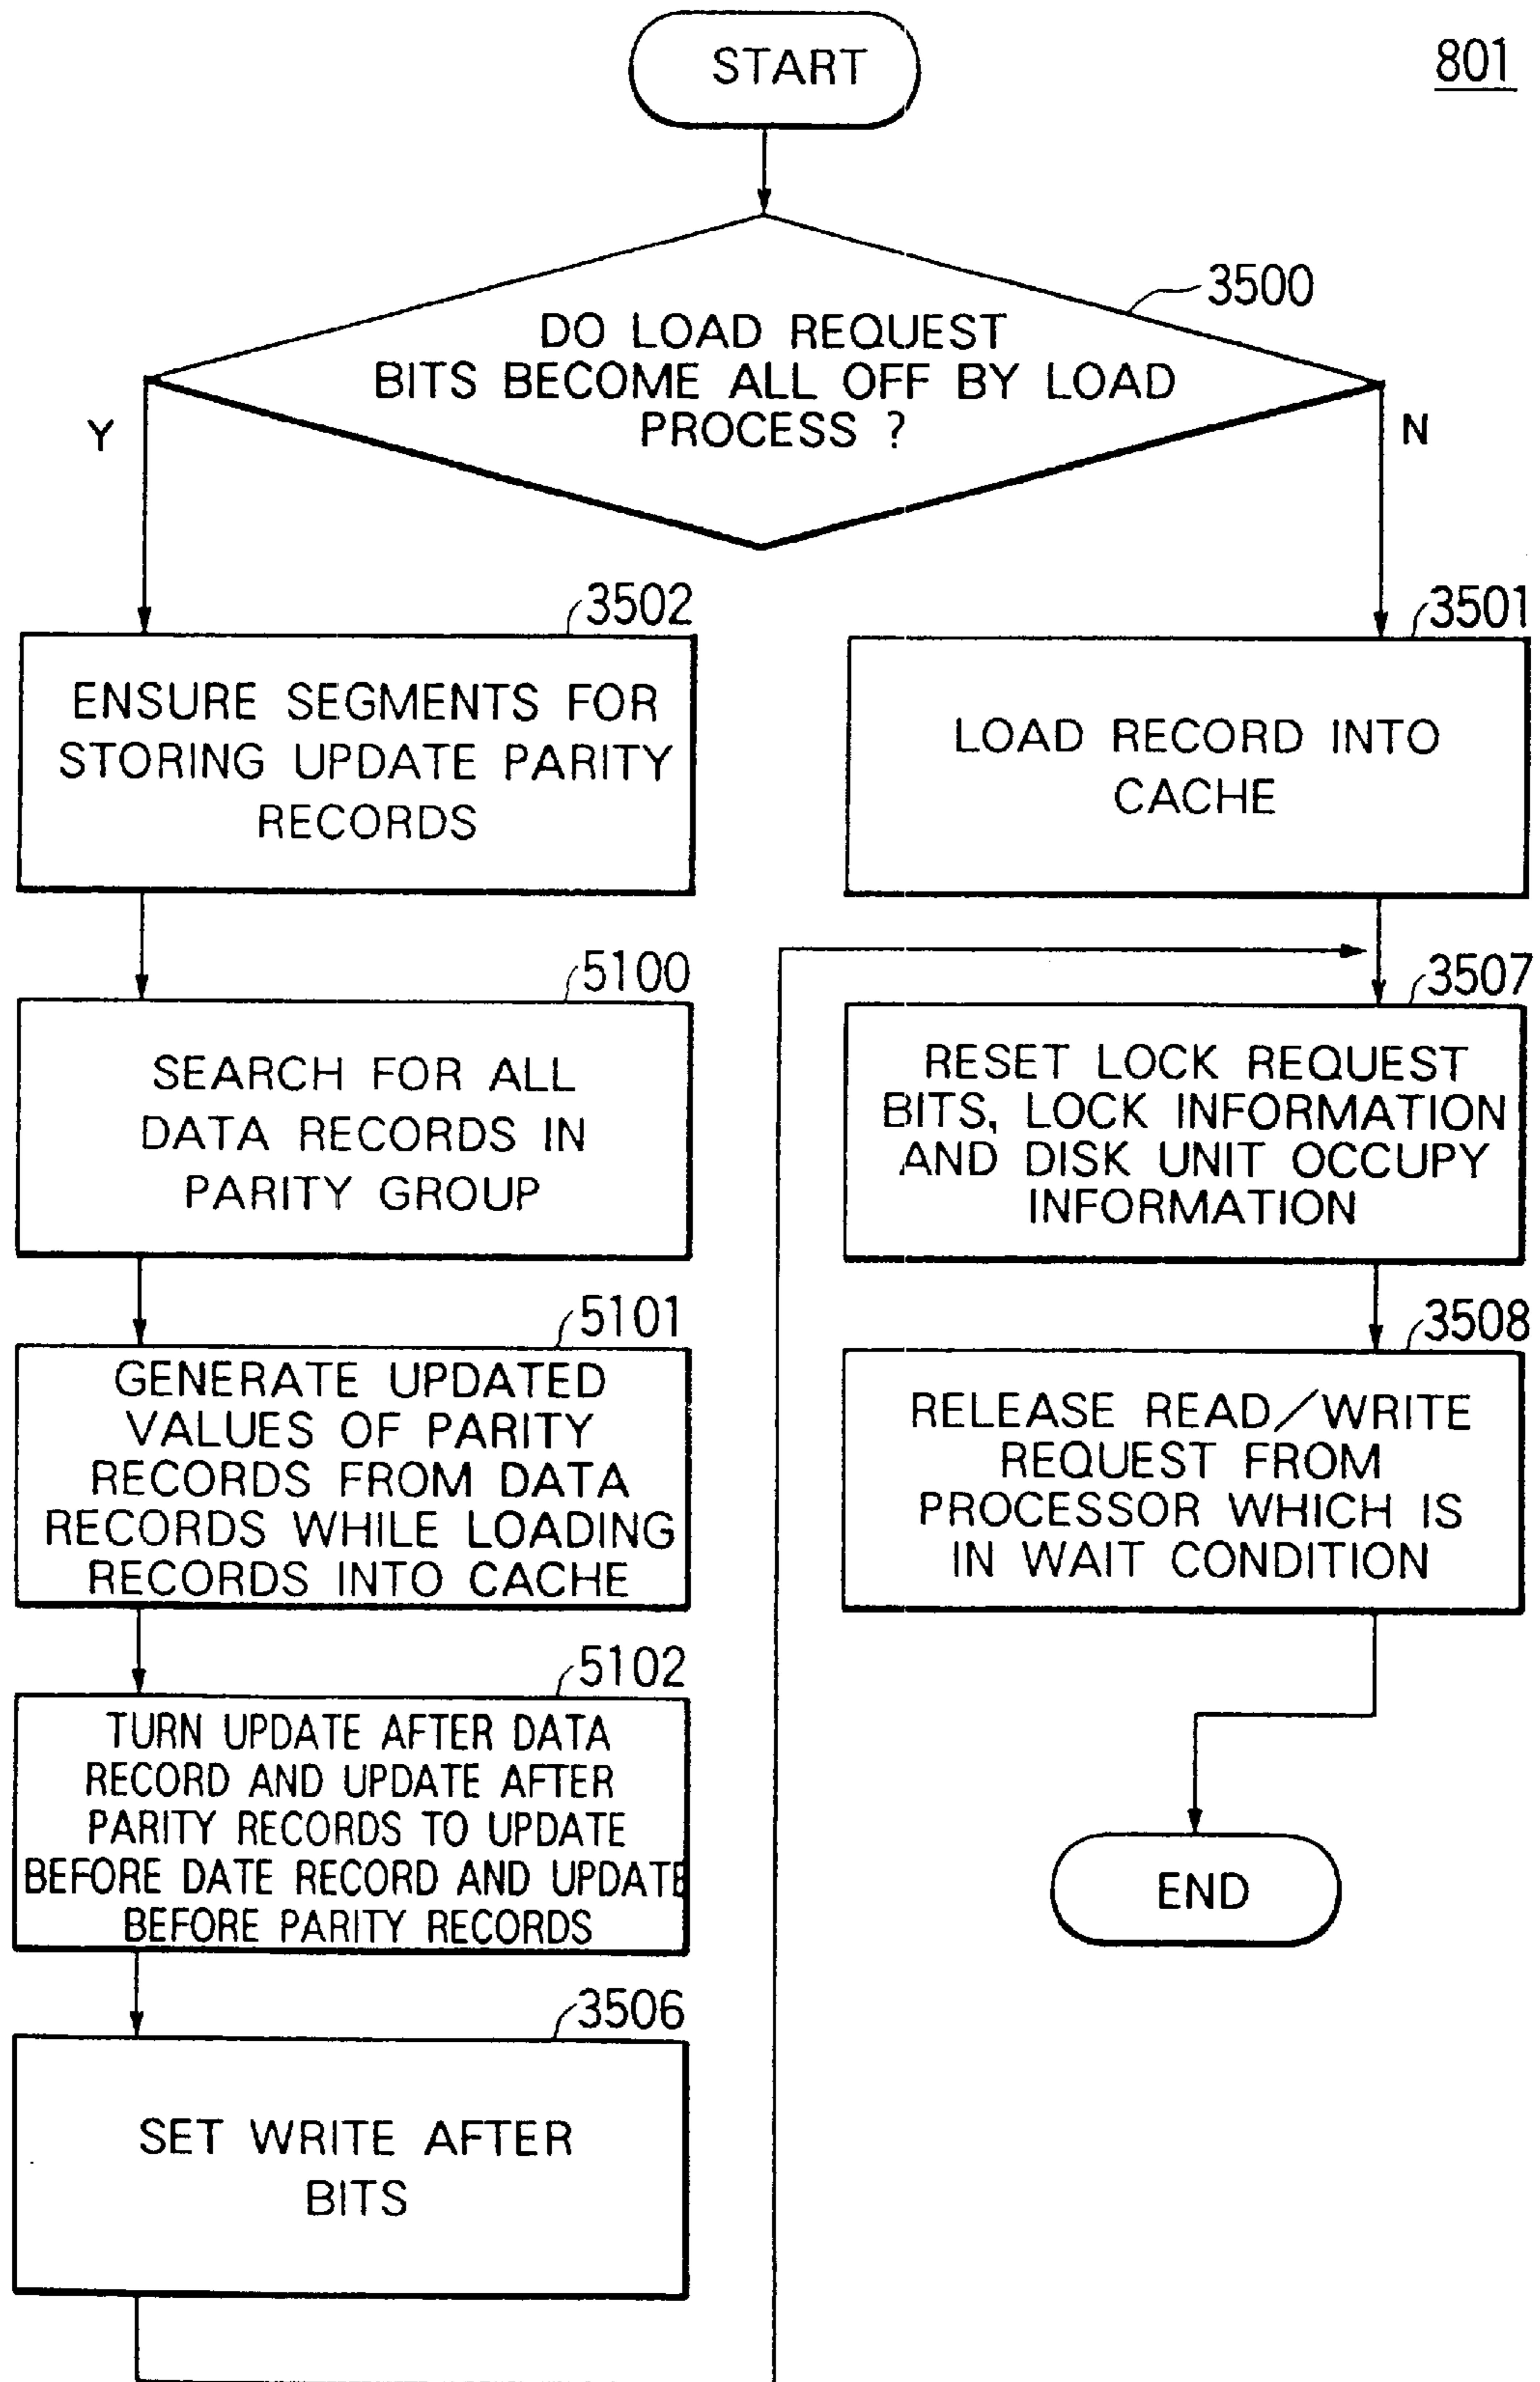 START
801
3500
DO LOAD REQUEST
BITS BECOME ALL OFF BY LOAD
PROCESS ?
Y
N
3502
ENSURE SEGMENTS FOR
STORING UPDATE PARITY
RECORDS
5100
SEARCH FOR ALL
DATA RECORDS IN
PARITY GROUP
5101
GENERATE UPDATED
VALUES OF PARITY
RECORDS FROM DATA
RECORDS WHILE LOADING
RECORDS INTO CACHE
5102
TURN UPDATE AFTER DATA
RECORD AND UPDATE AFTER
PARITY RECORDS TO UPDATE
BEFORE DATE RECORD AND UPDATE
BEFORE PARITY RECORDS
3506
SET WRITE AFTER
BITS
3501
LOAD RECORD INTO
CACHE
3507
RESET LOCK REQUEST
BITS, LOCK INFORMATION
AND DISK UNIT OCCUPY
INFORMATION
3508
RELEASE READ/WRITE
REQUEST FROM
PROCESSOR WHICH IS
IN WAIT CONDITION
END